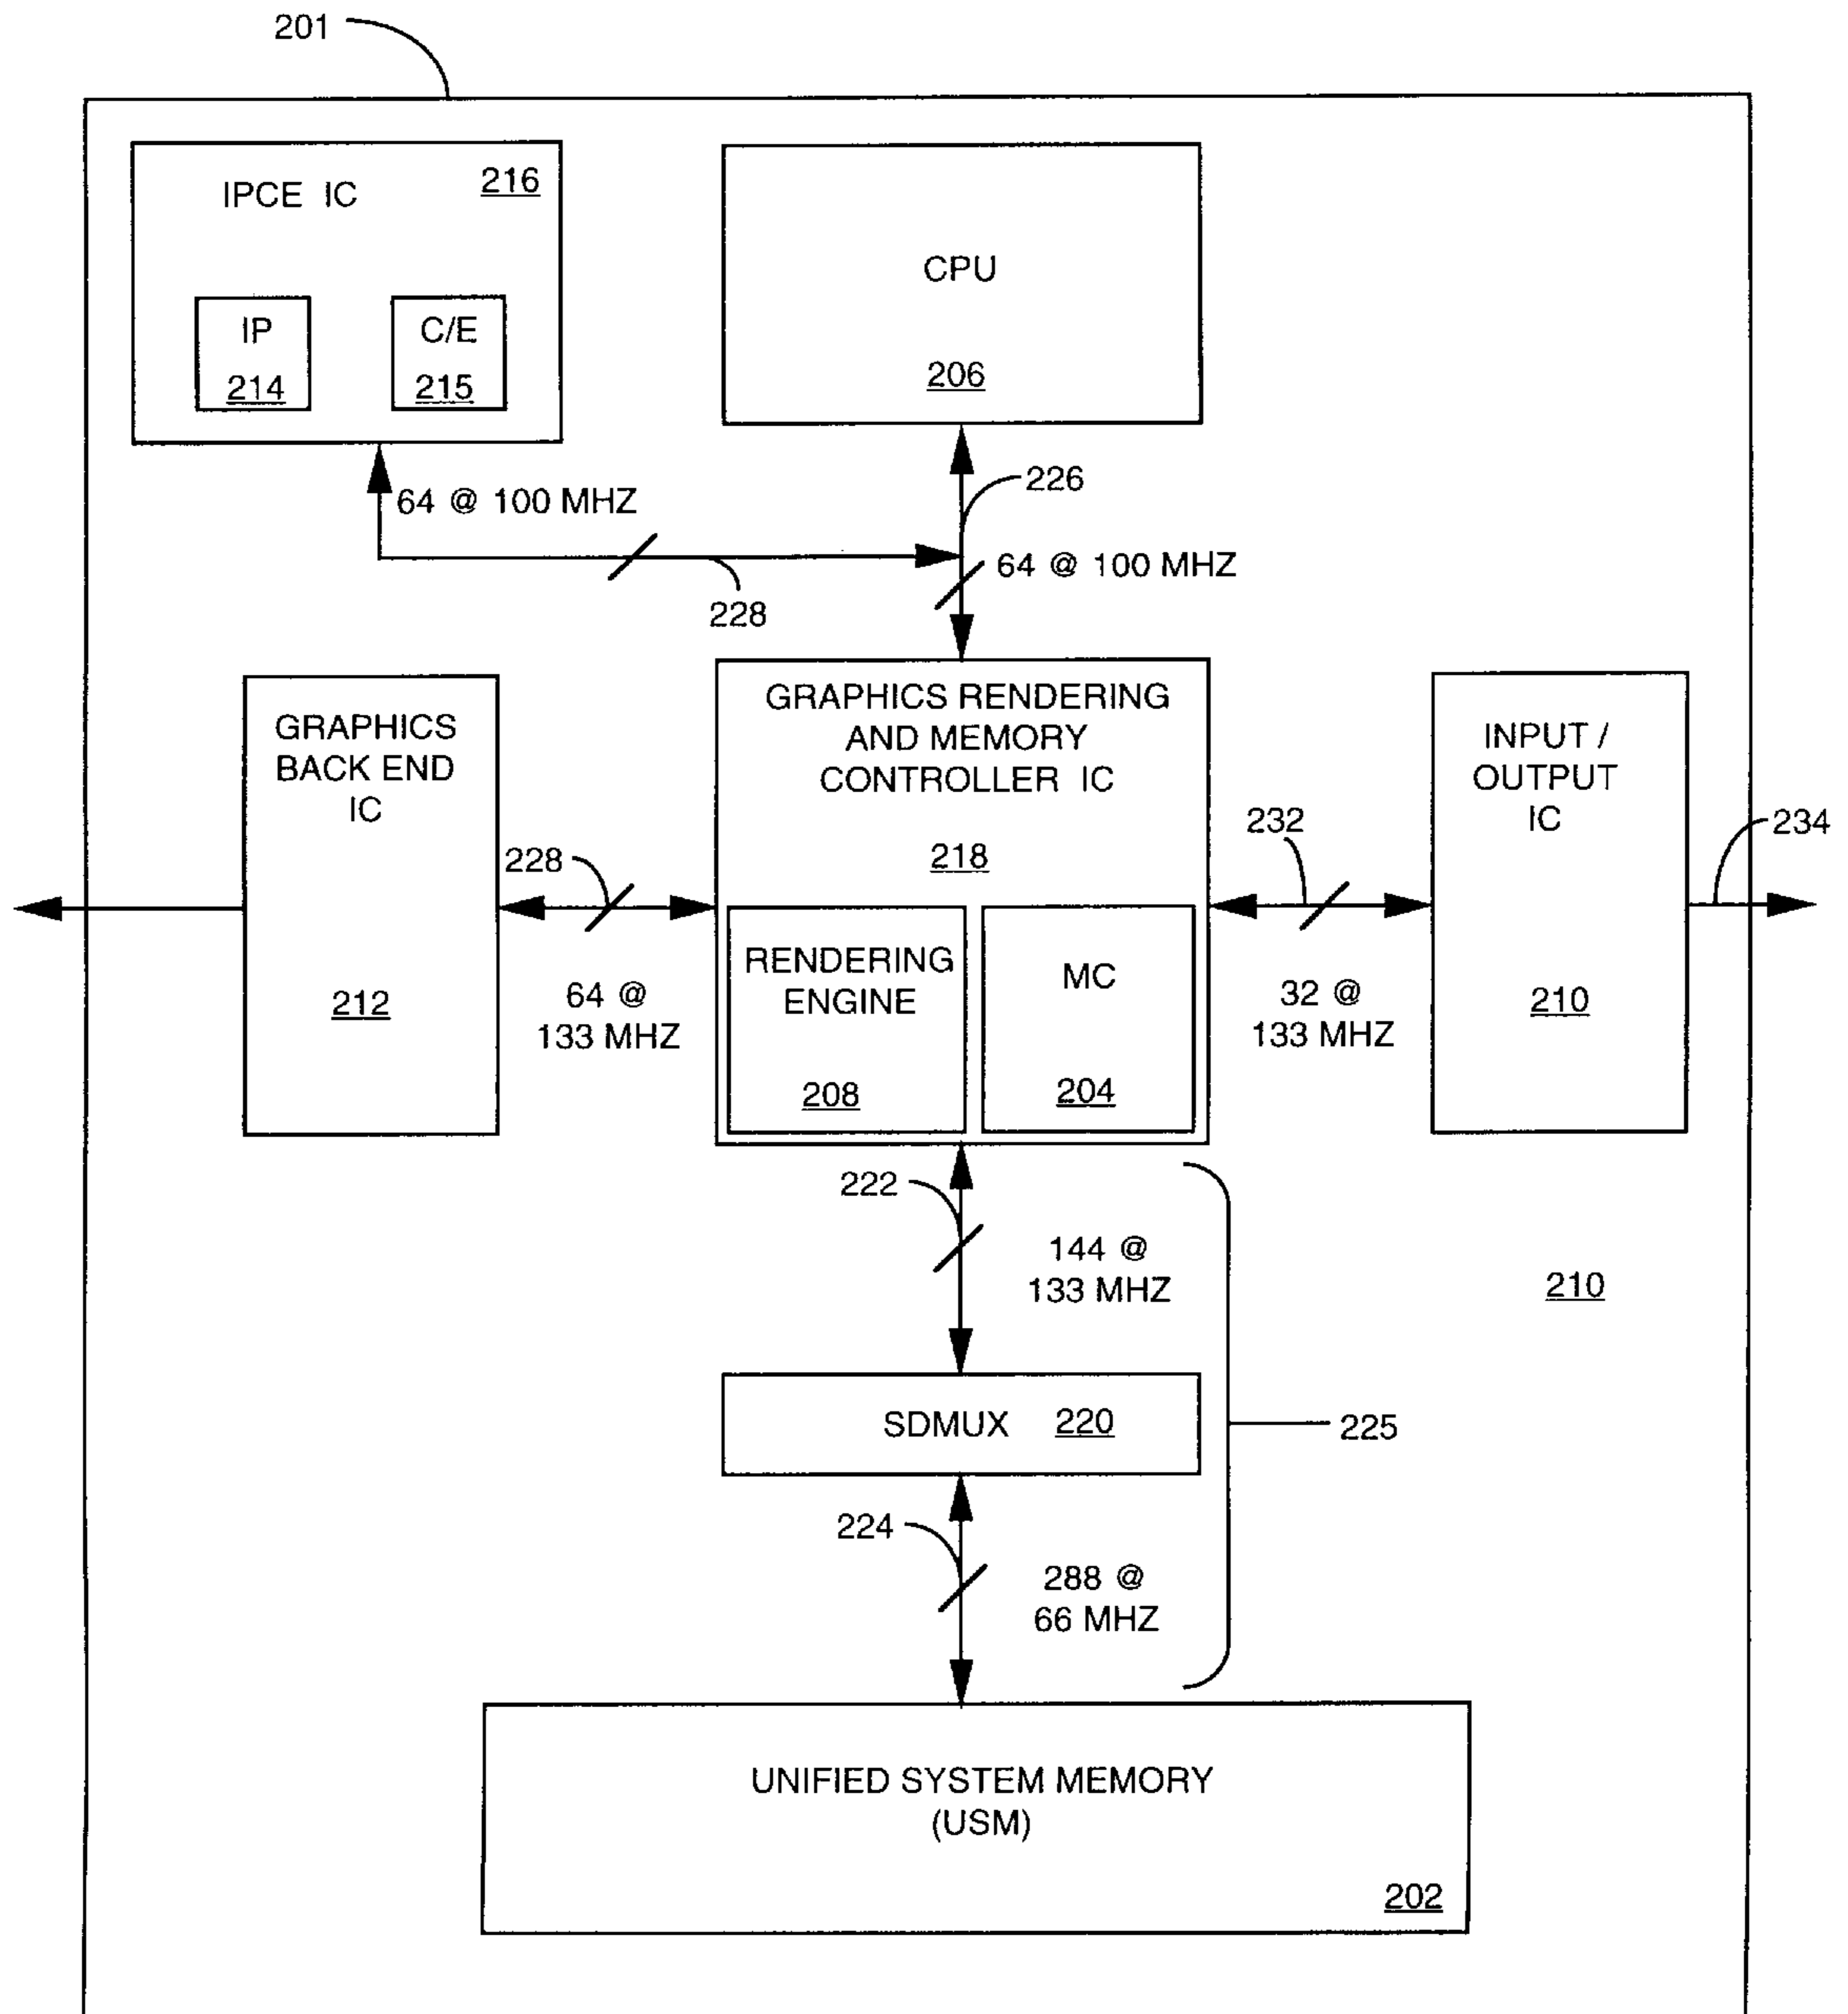 201
IPCE IC
216
IP
214
C/E
215
CPU
206
64 @ 100 MHZ
226
64 @ 100 MHZ
228
GRAPHICS
BACK END
IC
212
228
64 @
133 MHZ
GRAPHICS RENDERING
AND MEMORY
CONTROLLER IC
218
RENDERING
ENGINE
208
MC
204
232
32 @
133 MHZ
INPUT /
OUTPUT
IC
210
234
222
144 @
133 MHZ
210
SDMUX 220
225
224
288 @
66 MHZ
UNIFIED SYSTEM MEMORY
(USM)
202